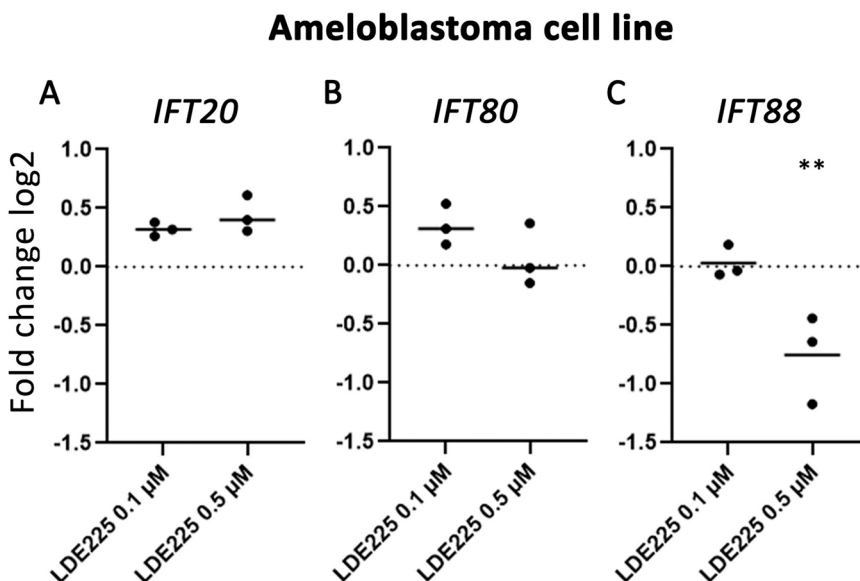 Ameloblastoma cell line
A
IFT20
B
IFT80
C
IFT88
Fold change log2
1.0
0.5
0.0
-0.5
-1.0
-1.5
LDE225 0.1 µM
LDE225 0.5 µM
1.0
0.5
0.0
-0.5
-1.0
-1.5
LDE225 0.1 µM
LDE225 0.5 µM
1.0
0.5
0.0
-0.5
-1.0
-1.5
**
LDE225 0.1 µM
LDE225 0.5 µM